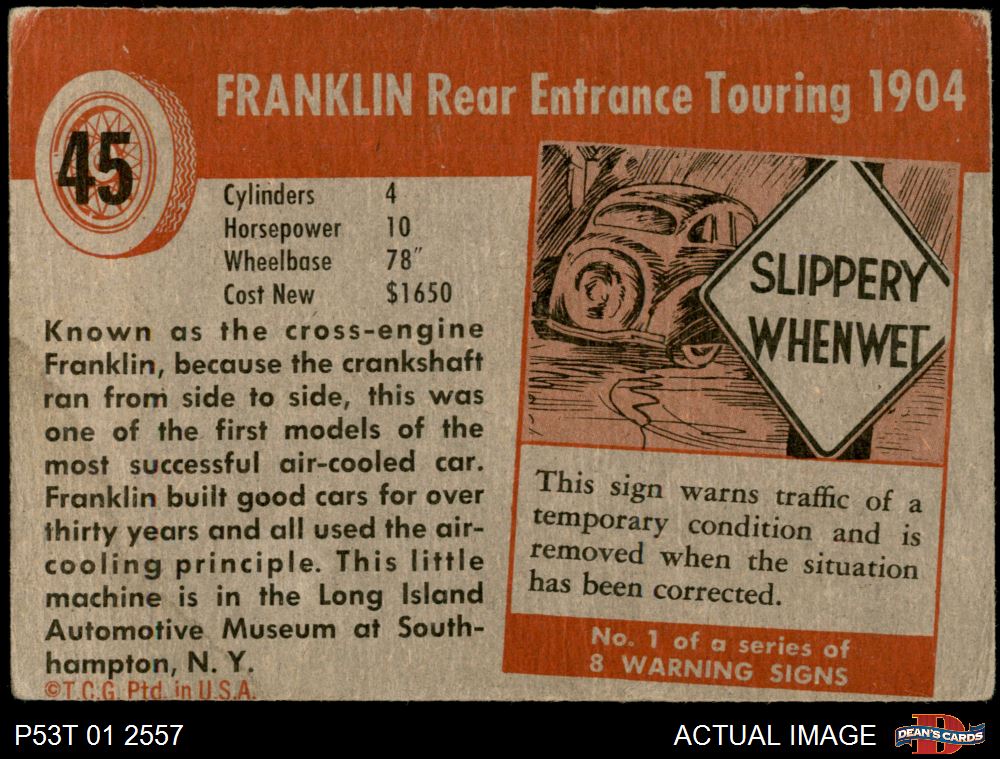 45
FRANKLIN Rear Entrance Touring 1904
Cylinders 4
Horsepower 10
Wheelbase 78"
Cost New $1650
Known as the cross-engine
Franklin, because the crankshaft
ran from side to side, this was
one of the first models of the
most successful air-cooled car.
Franklin built good cars for over
thirty years and all used the air-
cooling principle. This little
machine is in the Long Island
Automotive Museum at South-
hampton, N. Y.
©T.C.G. Ptd. in U.S.A.
SLIPPERY
WHEN WET
This sign warns traffic of a
temporary condition and is
removed when the situation
has been corrected.
No. 1 of a series of
8 WARNING SIGNS
P53T 01 2557
ACTUAL IMAGE
DEAN'S CARDS